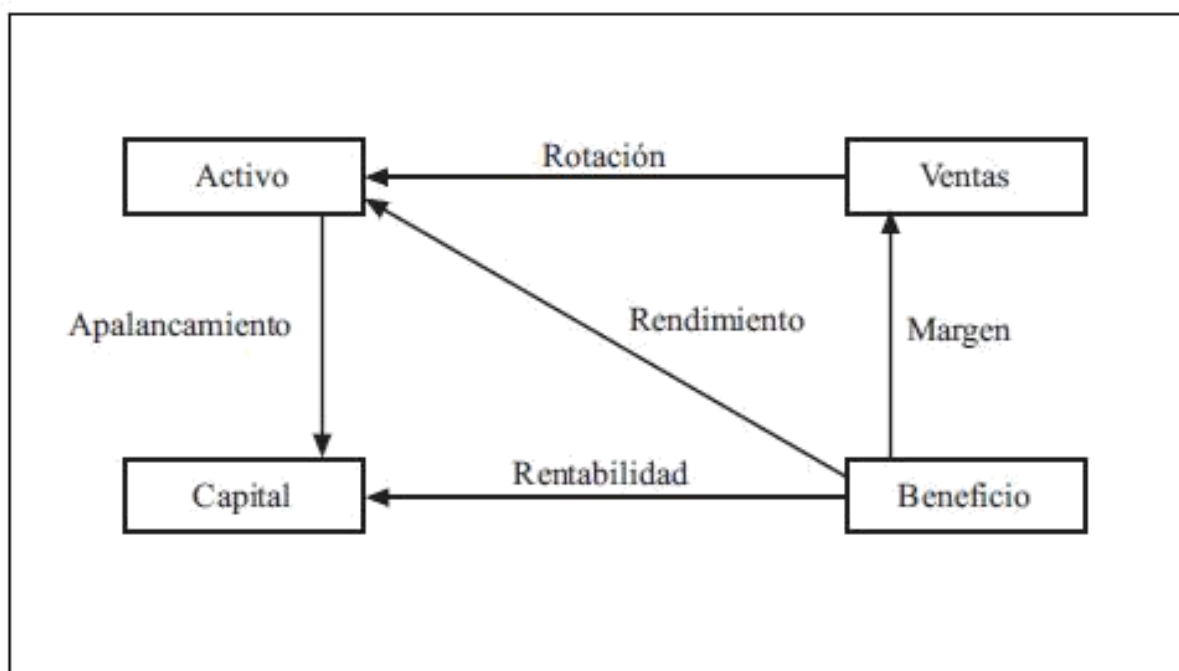 Rotación
Activo
Ventas
Rendimiento
Apalancamiento
Margen
Rentabilidad
Capital
Beneficio